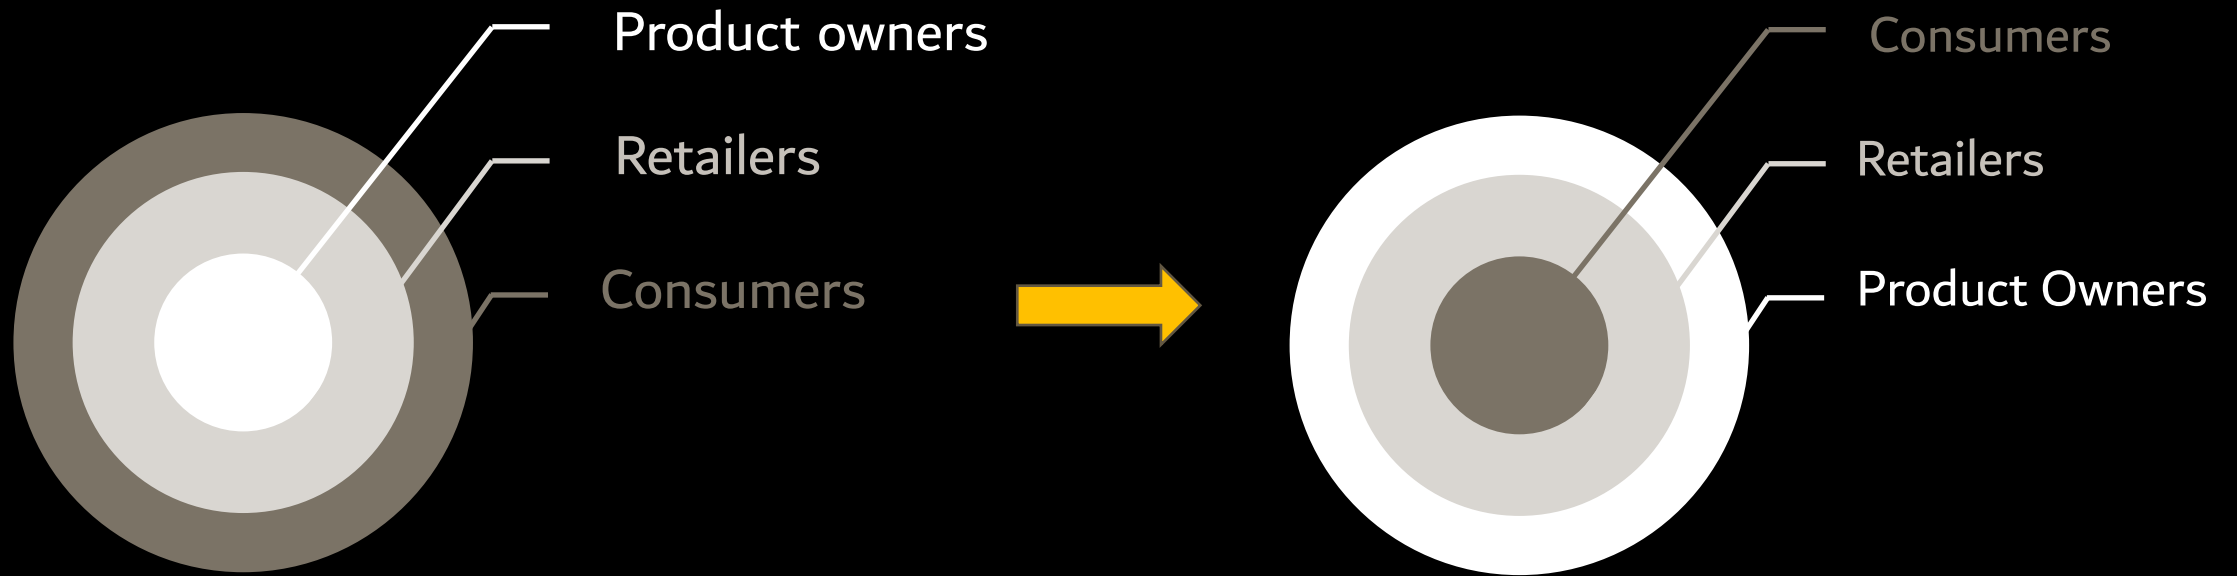 Product owners
Retailers
Consumers
Consumers
Retailers
Product Owners